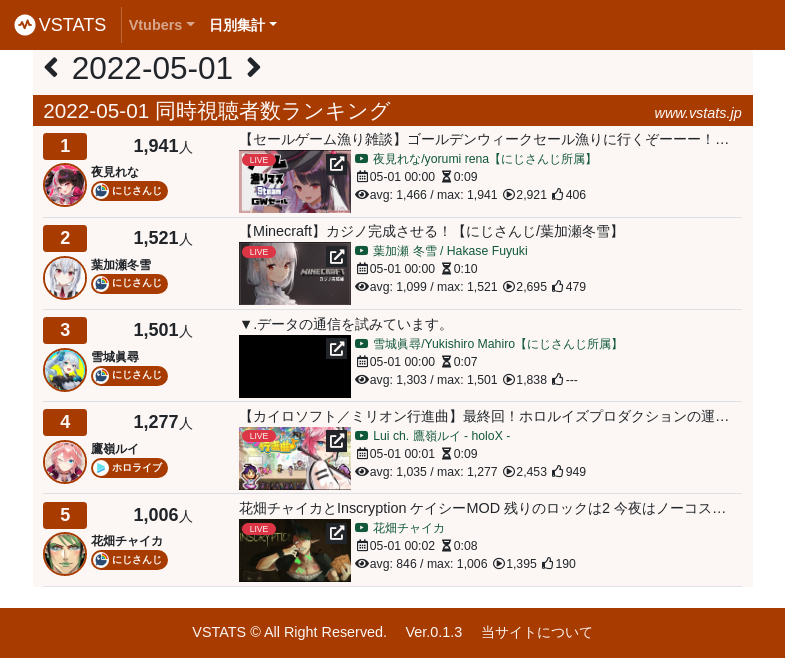 VSTATS Vtubers 日別集計
2022-05-01
2022-05-01 同時視聴者数ランキング www.vstats.jp
1 1,941人
夜見れな
にじさんじ
【セールゲーム漁り雑談】ゴールデンウィークセール漁りに行くぞーーー！…
LIVE
漁りマス
Steam
GWセール
夜見れな/yorumi rena【にじさんじ所属】
05-01 00:00 0:09
avg: 1,466 / max: 1,941 2,921 406
2 1,521人
葉加瀬冬雪
にじさんじ
【Minecraft】カジノ完成させる！【にじさんじ/葉加瀬冬雪】
LIVE
MINECRAFT
葉加瀬 冬雪 / Hakase Fuyuki
05-01 00:00 0:10
avg: 1,099 / max: 1,521 2,695 479
3 1,501人
雪城眞尋
にじさんじ
▼.データの通信を試みています。
雪城眞尋/Yukishiro Mahiro【にじさんじ所属】
05-01 00:00 0:07
avg: 1,303 / max: 1,501 1,838 ---
4 1,277人
鷹嶺ルイ
ホロライブ
【カイロソフト／ミリオン行進曲】最終回！ホロルイズプロダクションの運…
LIVE
行進曲
Lui ch. 鷹嶺ルイ - holoX -
05-01 00:01 0:09
avg: 1,035 / max: 1,277 2,453 949
5 1,006人
花畑チャイカ
にじさんじ
花畑チャイカとInscryption ケイシーMOD 残りのロックは2 今夜はノーコス…
LIVE
INSCRYPTION
花畑チャイカ
05-01 00:02 0:08
avg: 846 / max: 1,006 1,395 190
VSTATS © All Right Reserved. Ver.0.1.3 当サイトについて